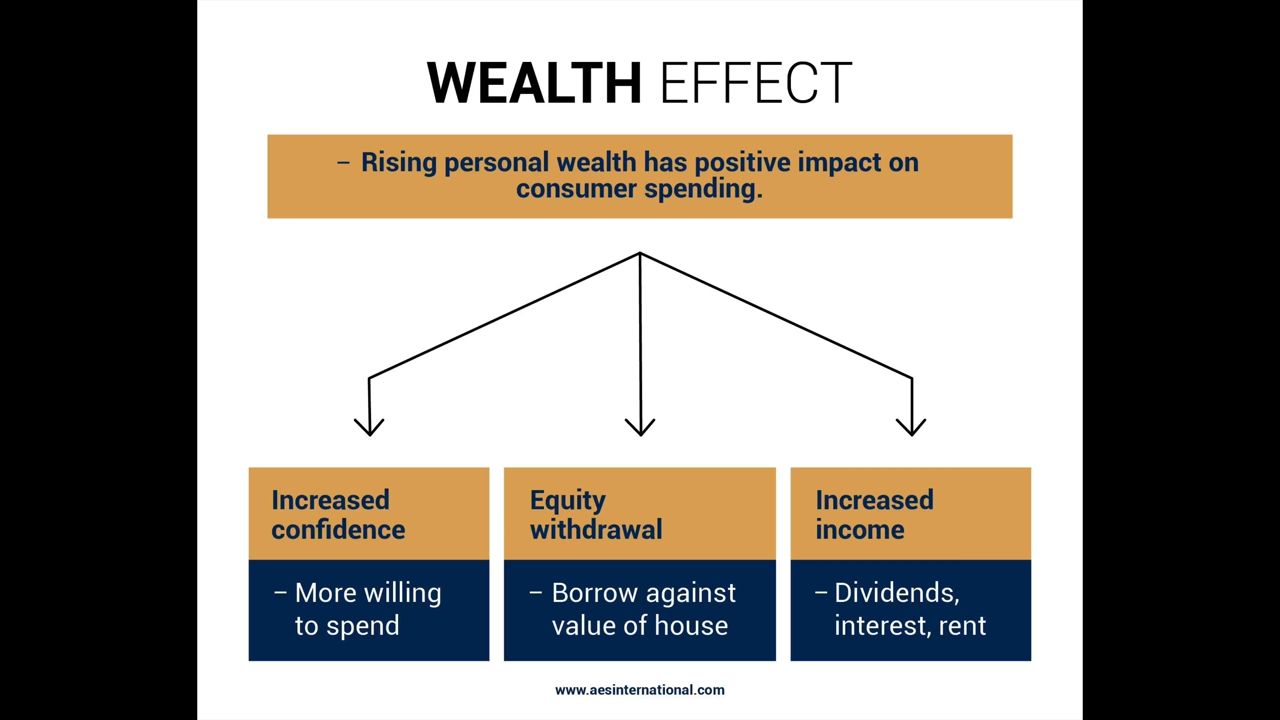 WEALTH EFFECT
– Rising personal wealth has positive impact on
consumer spending.
Increased
confidence
– More willing
to spend
Equity
withdrawal
– Borrow against
value of house
Increased
income
– Dividends,
interest, rent
www.aesinternational.com